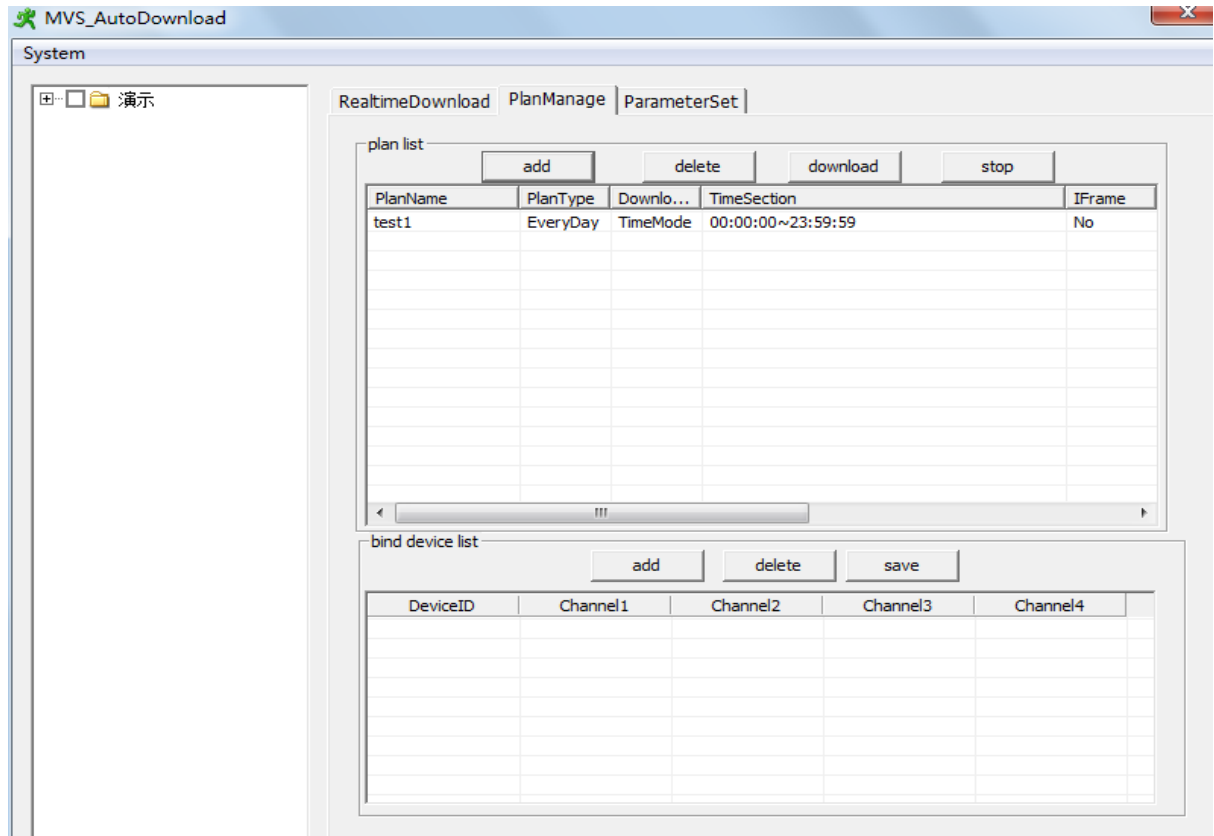 MVS_AutoDownload
System
演示
RealtimeDownload PlanManage ParameterSet
plan list
add delete download stop
PlanName PlanType Downlo... TimeSection IFrame
test1 EveryDay TimeMode 00:00:00~23:59:59 No
bind device list
add delete save
DeviceID Channel1 Channel2 Channel3 Channel4